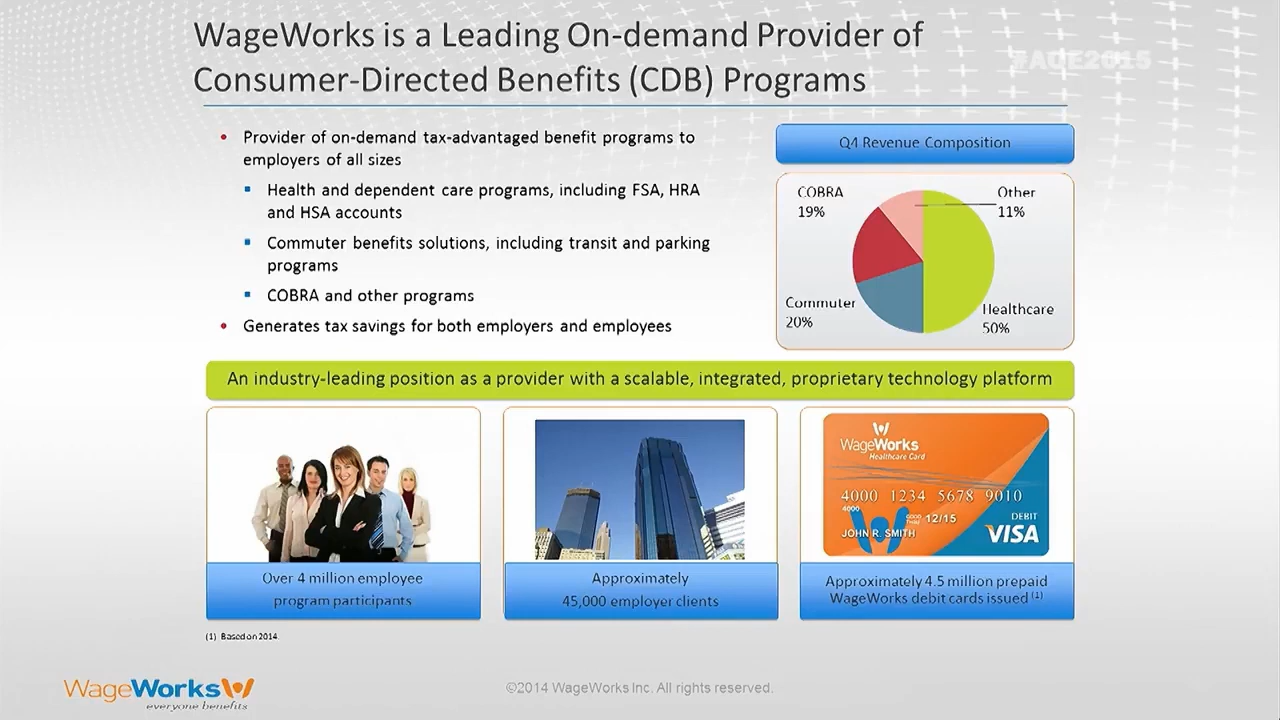 WageWorks is a Leading On-demand Provider of
Consumer-Directed Benefits (CDB) Programs
#ACE2015
• Provider of on-demand tax-advantaged benefit programs to
employers of all sizes
▪ Health and dependent care programs, including FSA, HRA
and HSA accounts
▪ Commuter benefits solutions, including transit and parking
programs
▪ COBRA and other programs
• Generates tax savings for both employers and employees
Q4 Revenue Composition
COBRA
19%
Other
11%
Commuter
20%
Healthcare
50%
An industry-leading position as a provider with a scalable, integrated, proprietary technology platform
Over 4 million employee
program participants
Approximately
45,000 employer clients
WageWorks
Healthcare Card
4000 1234 5678 9010
4000
GOOD THRU 12/15
DEBIT
JOHN R. SMITH
VISA
Approximately 4.5 million prepaid
WageWorks debit cards issued (1)
(1) Based on 2014.
WageWorks
everyone benefits
©2014 WageWorks Inc. All rights reserved.